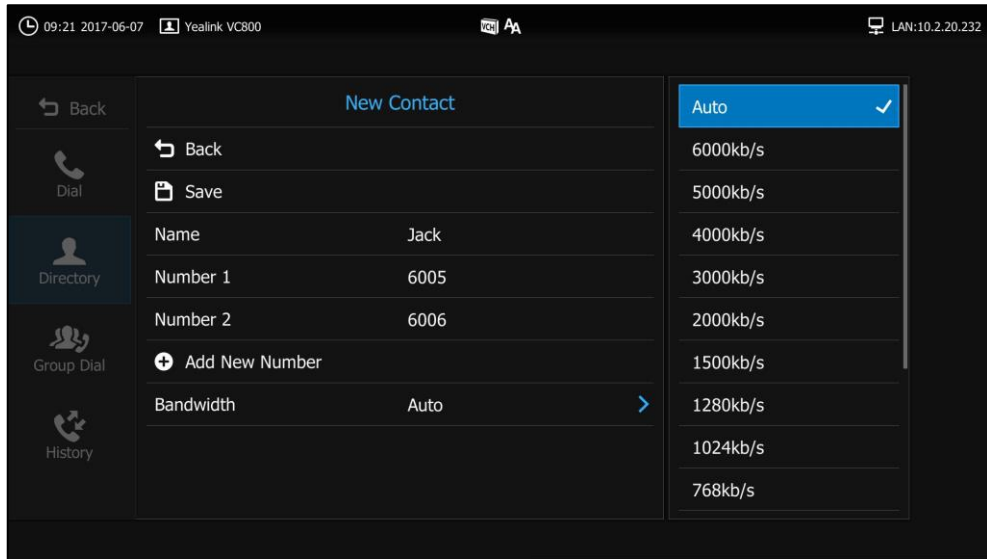 09:21 2017-06-07 Yealink VC800 VCH AA LAN:10.2.20.232
Back
Dial
Directory
Group Dial
History
New Contact
Back
Save
Name Jack
Number 1 6005
Number 2 6006
Add New Number
Bandwidth Auto
Auto
6000kb/s
5000kb/s
4000kb/s
3000kb/s
2000kb/s
1500kb/s
1280kb/s
1024kb/s
768kb/s